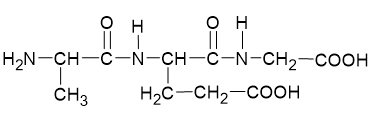 O H O H
H₂N—CH—C—N—CH—C—N—CH₂—COOH
CH₃ H₂C—CH₂—COOH